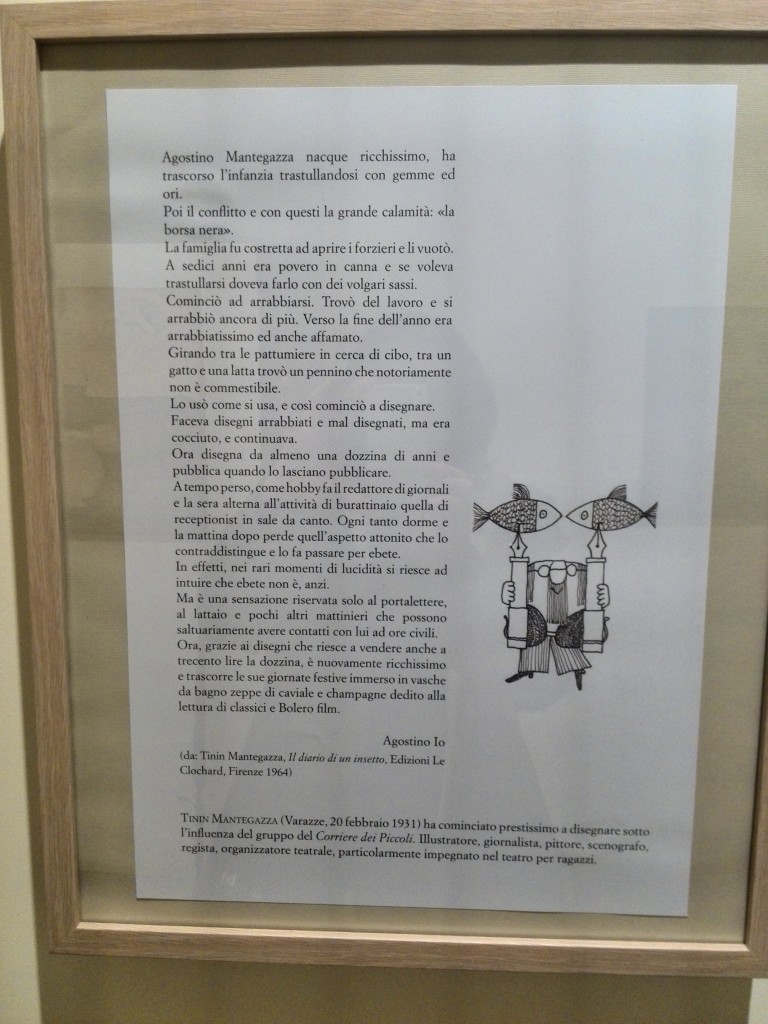 Agostino Mantegazza nacque ricchissimo, ha
trascorso l'infanzia trastullandosi con gemme ed
ori.
Poi il conflitto e con questi la grande calamità: «la
borsa nera».
La famiglia fu costretta ad aprire i forzieri e li vuotò.
A sedici anni era povero in canna e se voleva
trastullarsi doveva farlo con dei volgari sassi.
Cominciò ad arrabbiarsi. Trovò del lavoro e si
arrabbiò ancora di più. Verso la fine dell'anno era
arrabbiatissimo ed anche affamato.
Girando tra le pattumiere in cerca di cibo, tra un
gatto e una latta trovò un pennino che notoriamente
non è commestibile.
Lo usò come si usa, e così cominciò a disegnare.
Faceva disegni arrabbiati e mal disegnati, ma era
cocciuto, e continuava.
Ora disegna da almeno una dozzina di anni e
pubblica quando lo lasciano pubblicare.
A tempo perso, come hobby fa il redattore di giornali
e la sera alterna all'attività di burattinaio quella di
receptionist in sale da canto. Ogni tanto dorme e
la mattina dopo perde quell'aspetto attonito che lo
contraddistingue e lo fa passare per ebete.
In effetti, nei rari momenti di lucidità si riesce ad
intuire che ebete non è, anzi.
Ma è una sensazione riservata solo al portalettere,
al lattaio e pochi altri mattinieri che possono
saltuariamente avere contatti con lui ad ore civili.
Ora, grazie ai disegni che riesce a vendere anche a
trecento lire la dozzina, è nuovamente ricchissimo
e trascorre le sue giornate festive immerso in vasche
da bagno zeppe di caviale e champagne dedito alla
lettura di classici e Bolero film.
Agostino Io
(da: Tinin Mantegazza, Il diario di un insetto, Edizioni Le
Clochard, Firenze 1964)
TININ MANTEGAZZA (Varazze, 20 febbraio 1931) ha cominciato prestissimo a disegnare sotto
l'influenza del gruppo del Corriere dei Piccoli. Illustratore, giornalista, pittore, scenografo,
regista, organizzatore teatrale, particolarmente impegnato nel teatro per ragazzi.